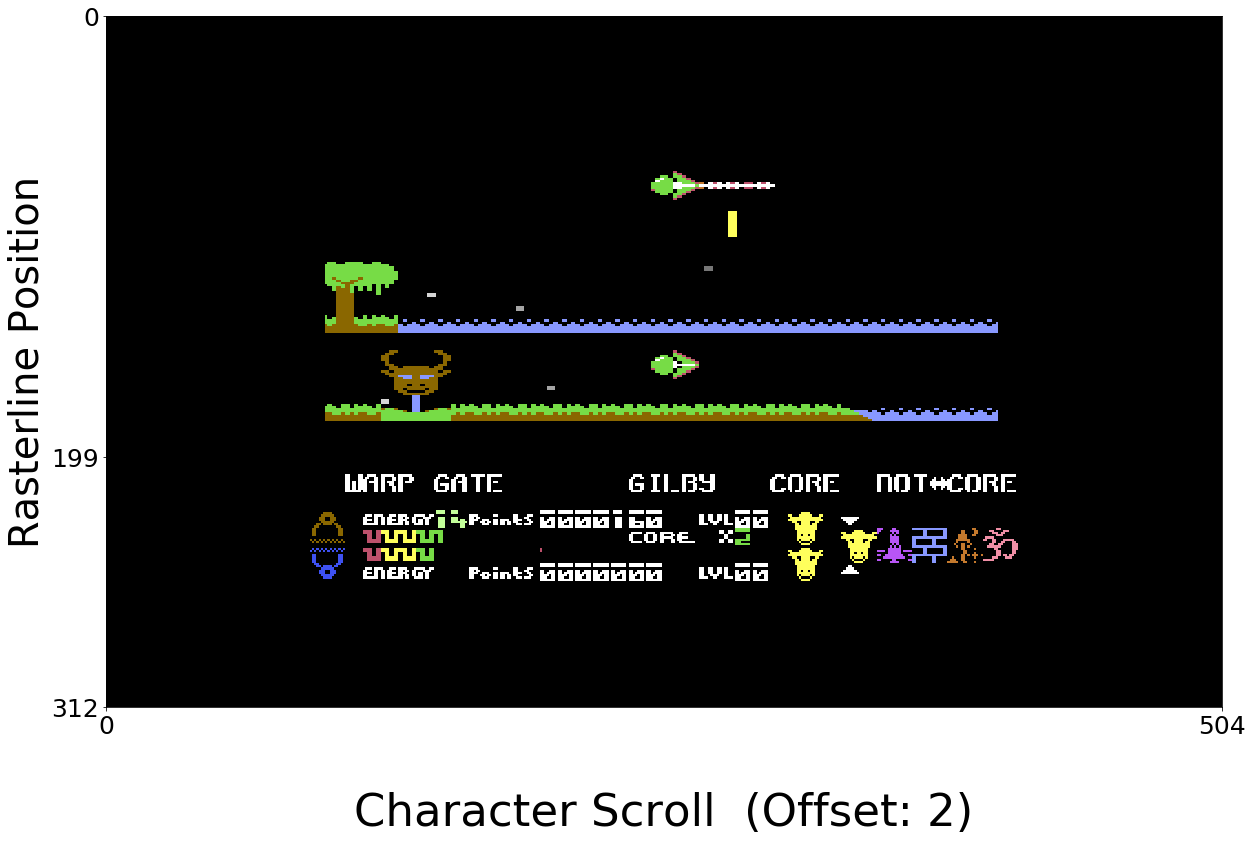 0
Rasterline Position
199
WARP GATE GILBY CORE NOT↔CORE
ENERGY 14 Points 0000160 LVL00
CORE X2
ॐ
ENERGY Points 0000000 LVL00
312
0 504
Character Scroll (Offset: 2)